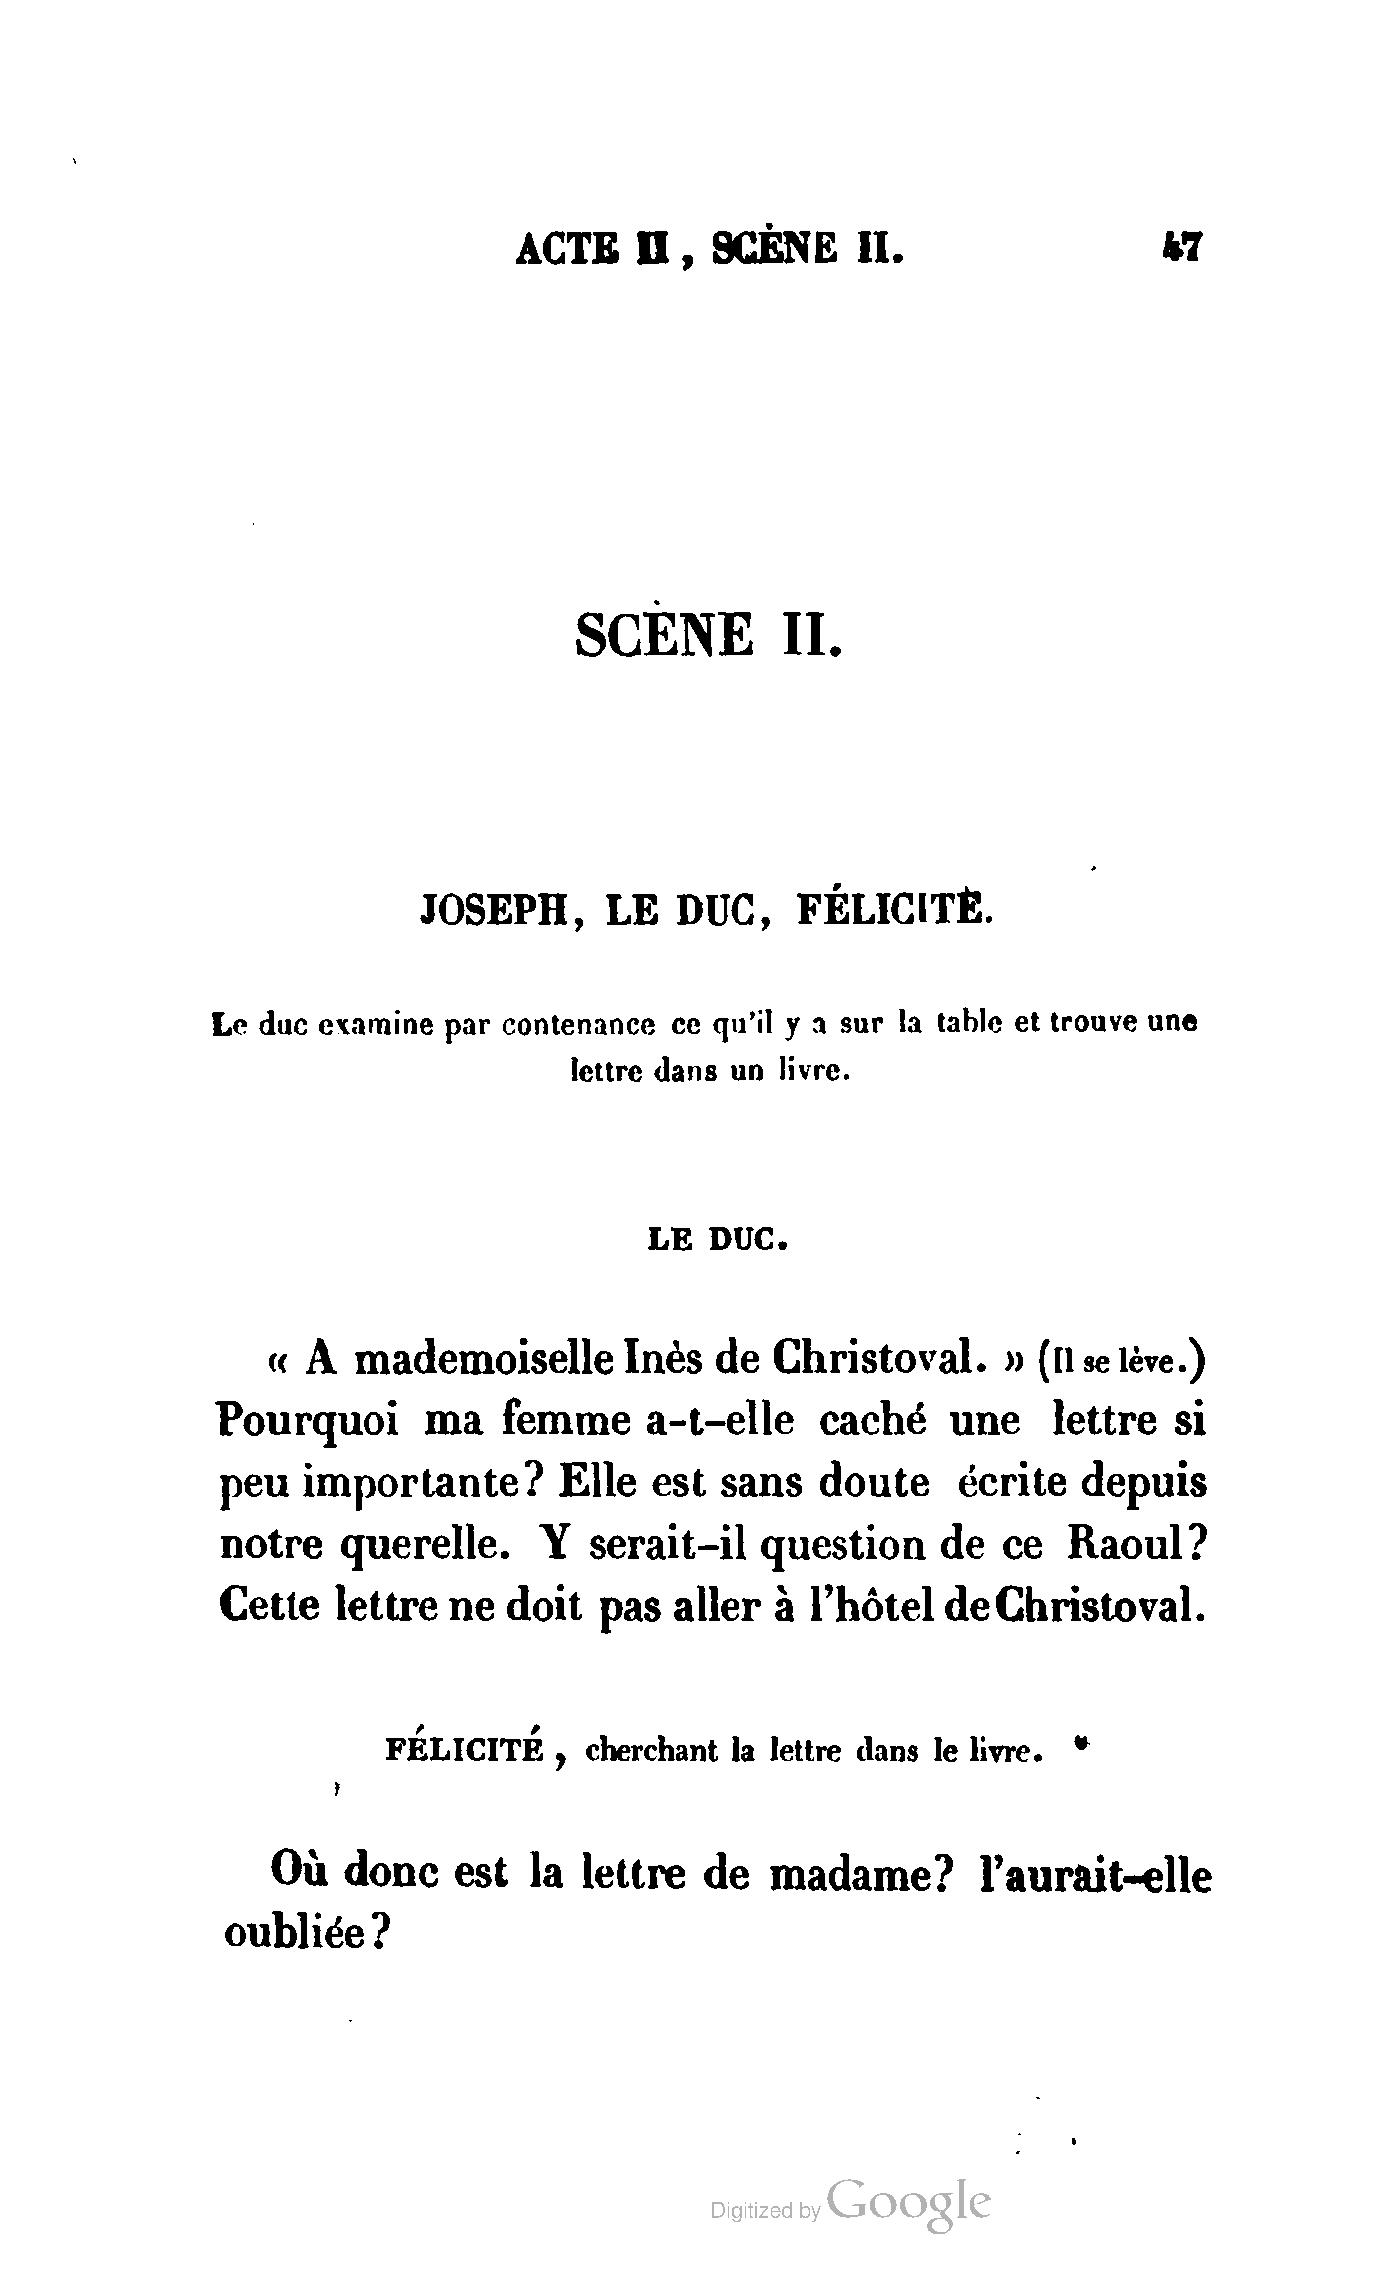 ACTE II, SCÈNE II. 47
SCÈNE II.
JOSEPH, LE DUC, FÉLICITÉ.
Le duc examine par contenance ce qu'il y a sur la table et trouve une
lettre dans un livre.
LE DUC.
« A mademoiselle Inès de Christoval. » (Il se lève.)
Pourquoi ma femme a-t-elle caché une lettre si
peu importante? Elle est sans doute écrite depuis
notre querelle. Y serait-il question de ce Raoul?
Cette lettre ne doit pas aller à l'hôtel de Christoval.
FÉLICITÉ, cherchant la lettre dans le livre.
Où donc est la lettre de madame? l'aurait-elle
oubliée?
Digitized by Google